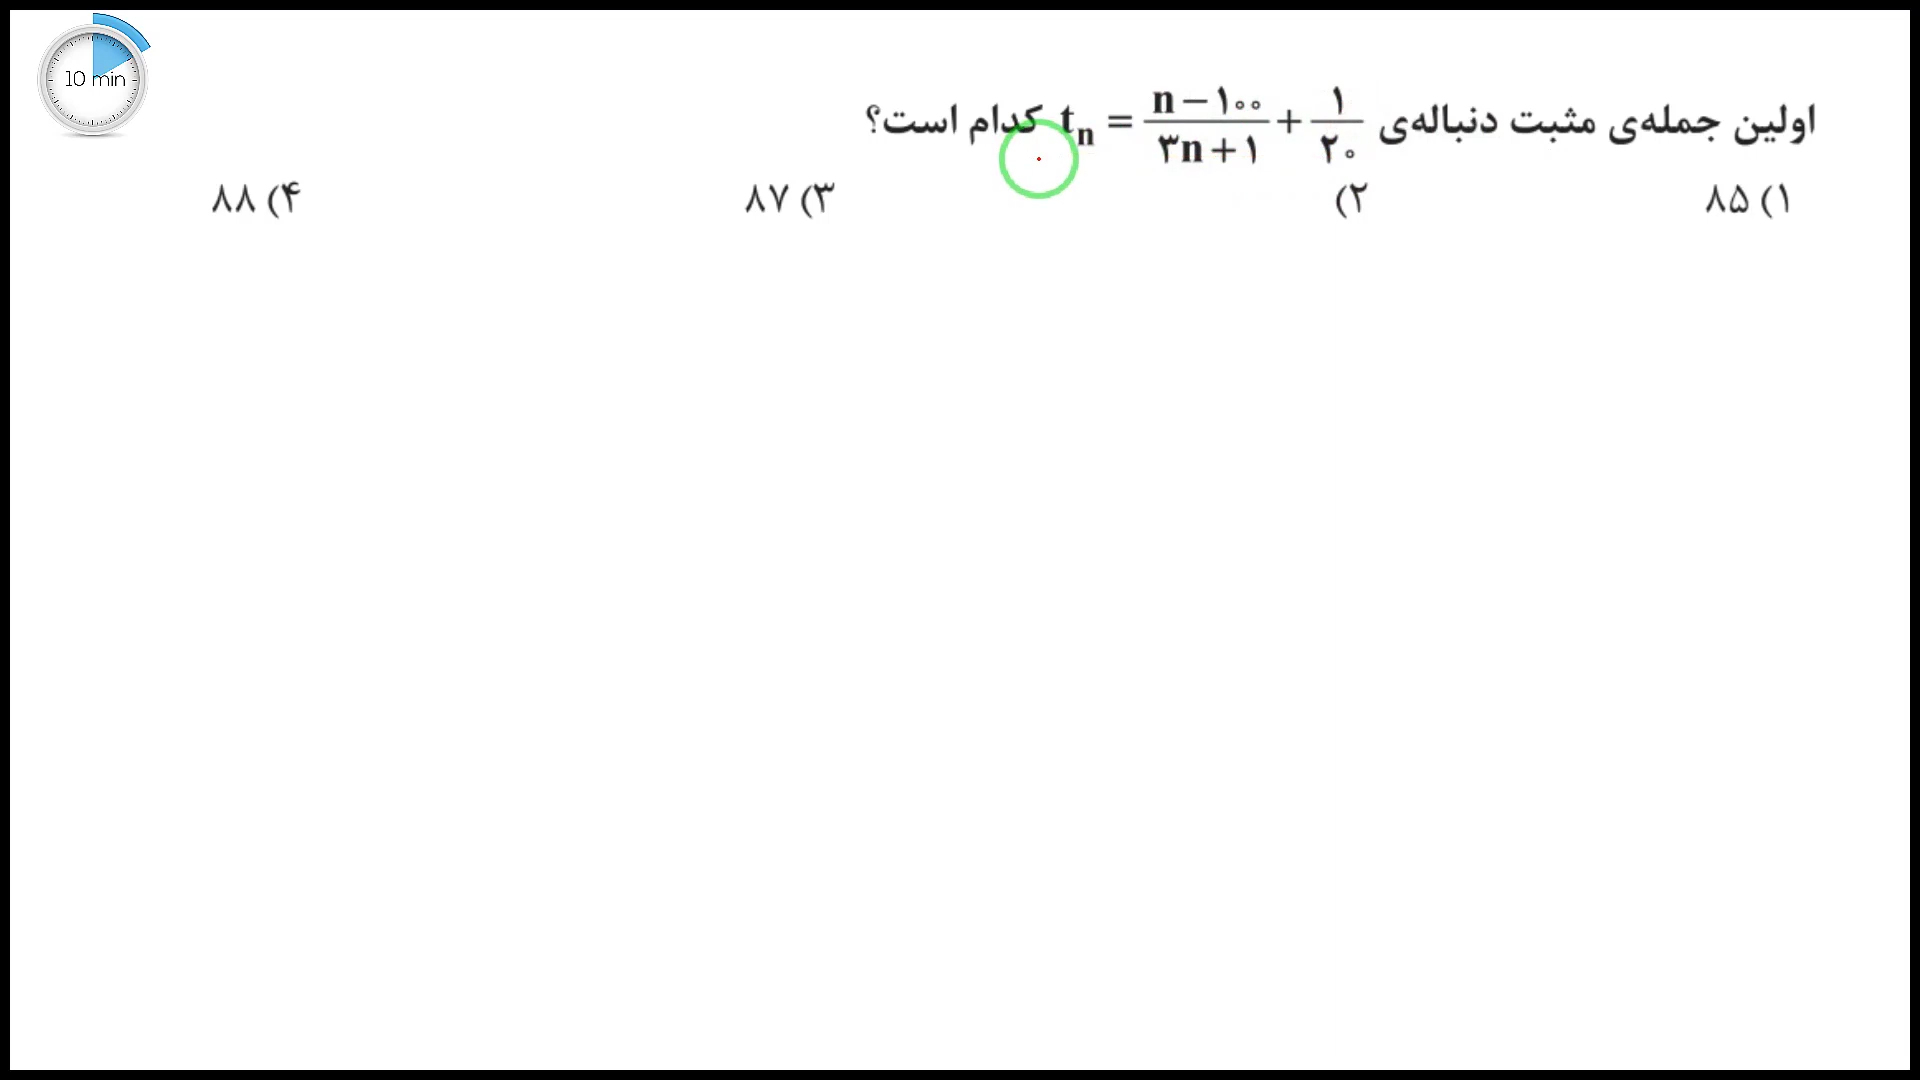 10 min
اولین جمله‌ی مثبت دنباله‌ی tn = (n − ۱۰۰)/(۳n + ۱) + ۱/۲۰ کدام است؟
۱) ۸۵ ۲) ۳) ۸۷ ۴) ۸۸